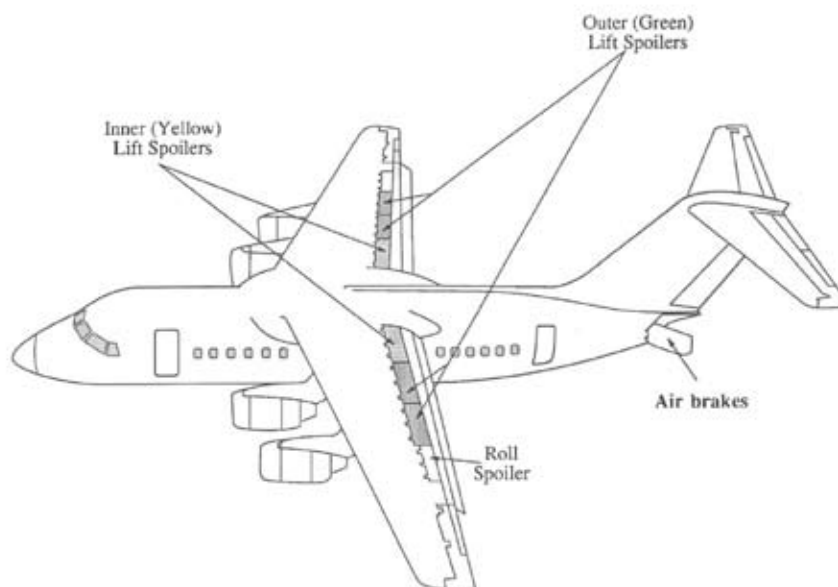 Outer (Green)
Lift Spoilers
Inner (Yellow)
Lift Spoilers
Air brakes
Roll
Spoiler